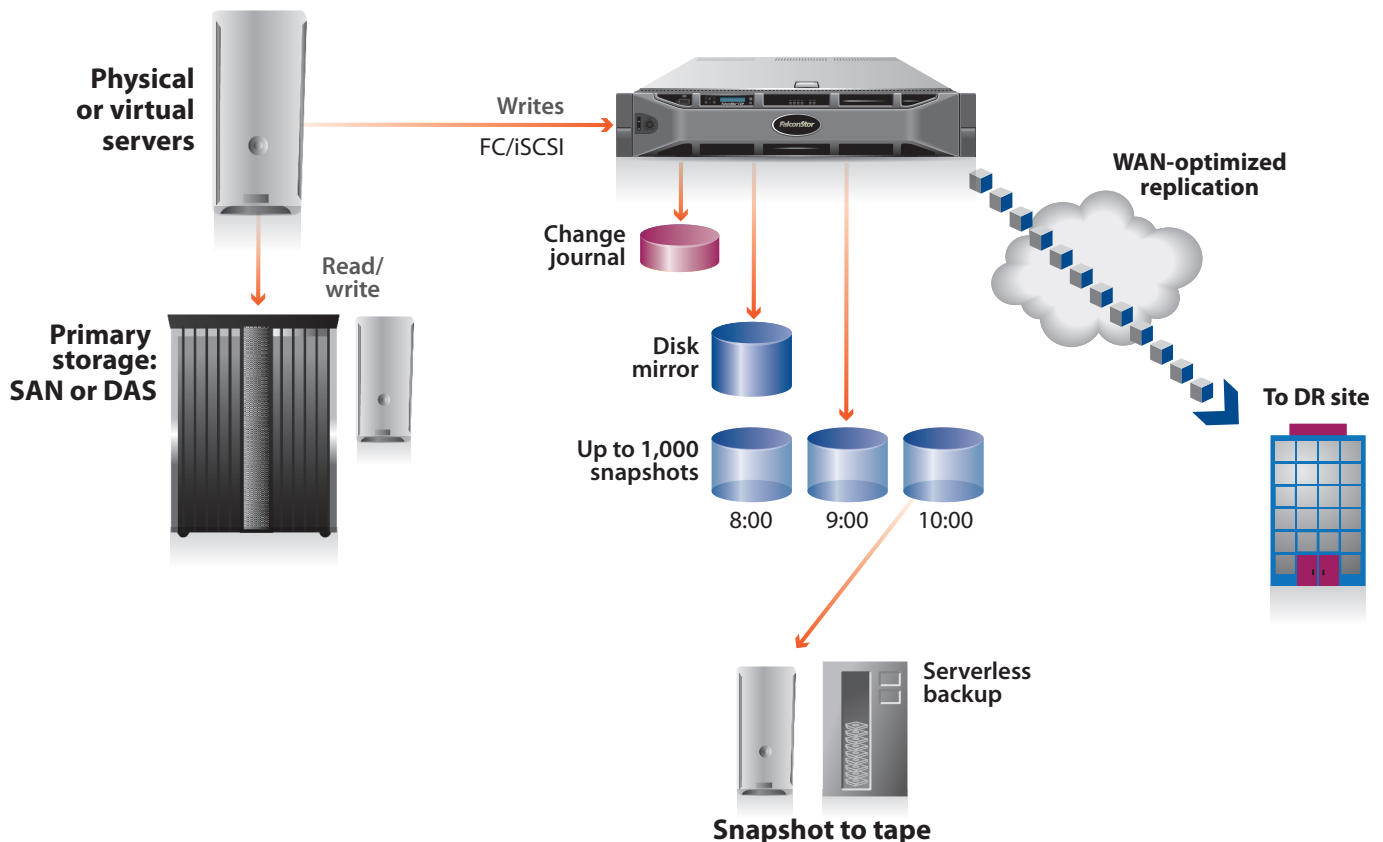 Physical
or virtual
servers
Writes
FC/iSCSI
FalconStor
WAN-optimized
replication
Change
journal
Read/
write
Primary
storage:
SAN or DAS
Disk
mirror
To DR site
Up to 1,000
snapshots
8:00
9:00
10:00
Serverless
backup
Snapshot to tape